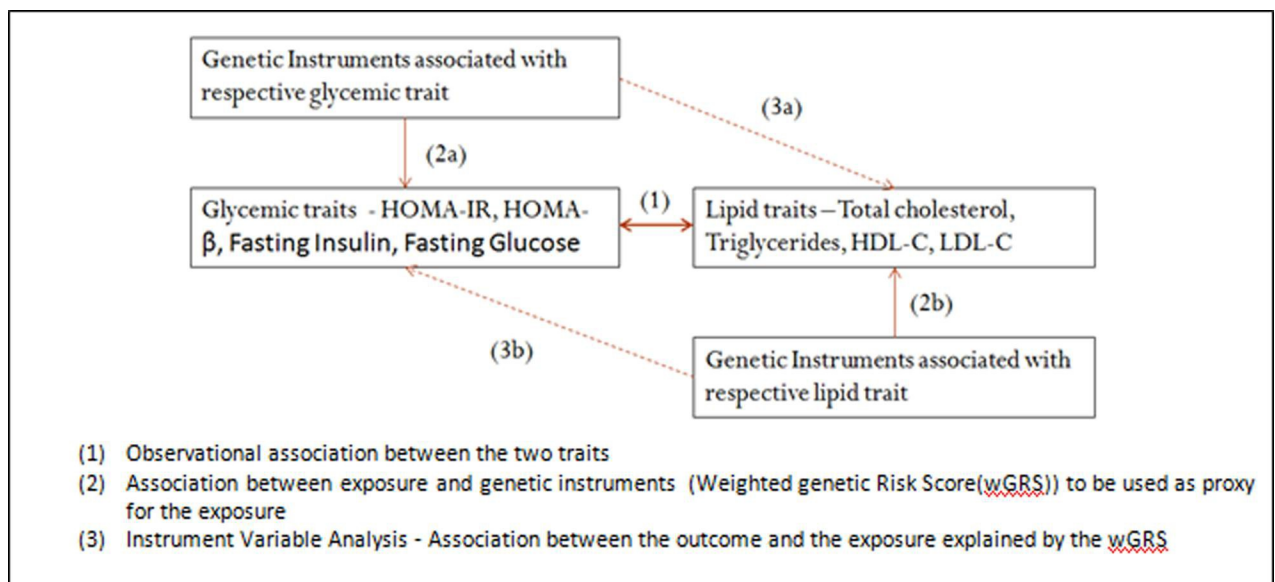 Genetic Instruments associated with
respective glycemic trait
(3a)
(2a)
Glycemic traits - HOMA-IR, HOMA-
β, Fasting Insulin, Fasting Glucose
(1)
Lipid traits – Total cholesterol,
Triglycerides, HDL-C, LDL-C
(2b)
(3b)
Genetic Instruments associated with
respective lipid trait
(1) Observational association between the two traits
(2) Association between exposure and genetic instruments (Weighted genetic Risk Score(wGRS)) to be used as proxy
for the exposure
(3) Instrument Variable Analysis - Association between the outcome and the exposure explained by the wGRS